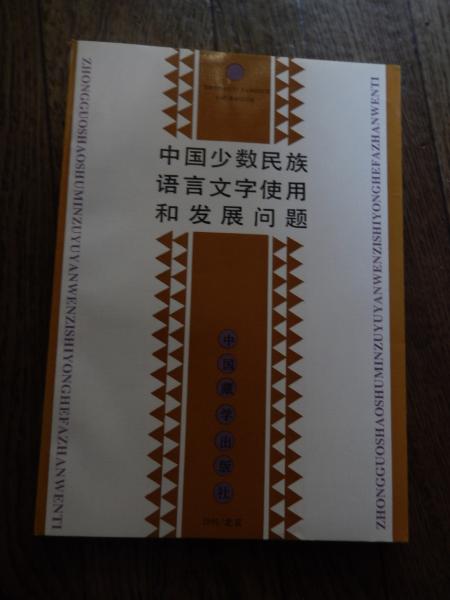 ZHONGGUOSHAOSHUMINZUYUYANWENZISHIYONGHEFAZHANWENTI
中国少数民族
语言文字使用
和发展问题
中国藏学出版社
ZHONGGUOSHAOSHUMINZUYUYANWENZISHIYONGHEFAZHANWENTI